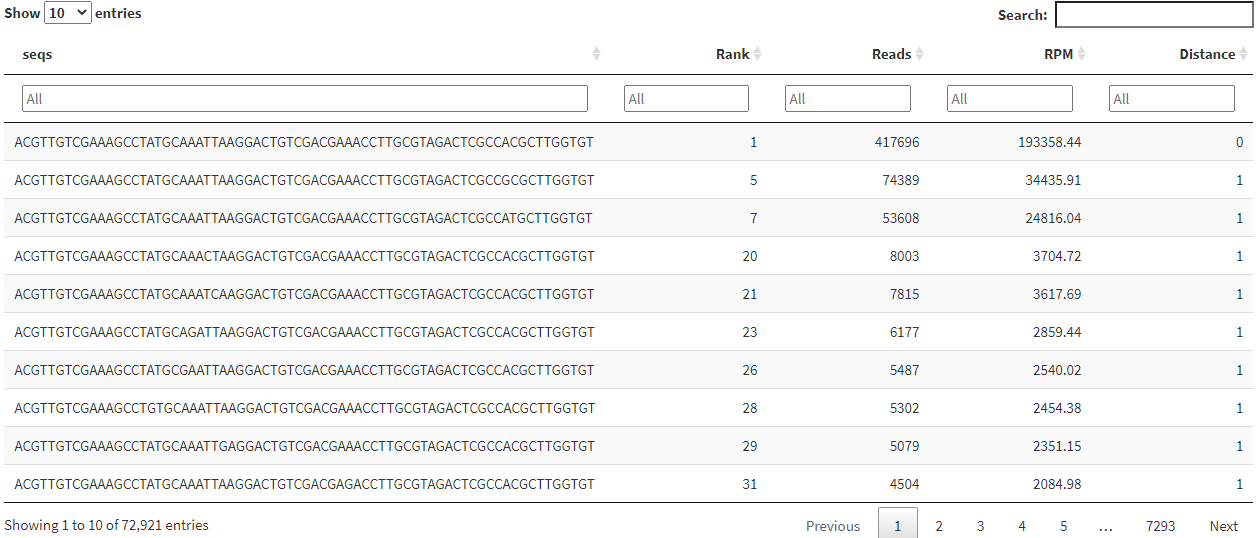 Show 10 entries Search:
seqs Rank Reads RPM Distance
All All All All All
ACGTTGTCGAAAGCCTATGCAAATTAAGGACTGTCGACGAAACCTTGCGTAGACTCGCCACGCTTGGTGT 1 417696 193358.44 0
ACGTTGTCGAAAGCCTATGCAAATTAAGGACTGTCGACGAAACCTTGCGTAGACTCGCCGCGCTTGGTGT 5 74389 34435.91 1
ACGTTGTCGAAAGCCTATGCAAATTAAGGACTGTCGACGAAACCTTGCGTAGACTCGCCATGCTTGGTGT 7 53608 24816.04 1
ACGTTGTCGAAAGCCTATGCAAACTAAGGACTGTCGACGAAACCTTGCGTAGACTCGCCACGCTTGGTGT 20 8003 3704.72 1
ACGTTGTCGAAAGCCTATGCAAATCAAGGACTGTCGACGAAACCTTGCGTAGACTCGCCACGCTTGGTGT 21 7815 3617.69 1
ACGTTGTCGAAAGCCTATGCAGATTAAGGACTGTCGACGAAACCTTGCGTAGACTCGCCACGCTTGGTGT 23 6177 2859.44 1
ACGTTGTCGAAAGCCTATGCGAATTAAGGACTGTCGACGAAACCTTGCGTAGACTCGCCACGCTTGGTGT 26 5487 2540.02 1
ACGTTGTCGAAAGCCTGTGCAAATTAAGGACTGTCGACGAAACCTTGCGTAGACTCGCCACGCTTGGTGT 28 5302 2454.38 1
ACGTTGTCGAAAGCCTATGCAAATTGAGGACTGTCGACGAAACCTTGCGTAGACTCGCCACGCTTGGTGT 29 5079 2351.15 1
ACGTTGTCGAAAGCCTATGCAAATTAAGGACTGTCGACGAGACCTTGCGTAGACTCGCCACGCTTGGTGT 31 4504 2084.98 1
Showing 1 to 10 of 72,921 entries Previous 1 2 3 4 5 … 7293 Next